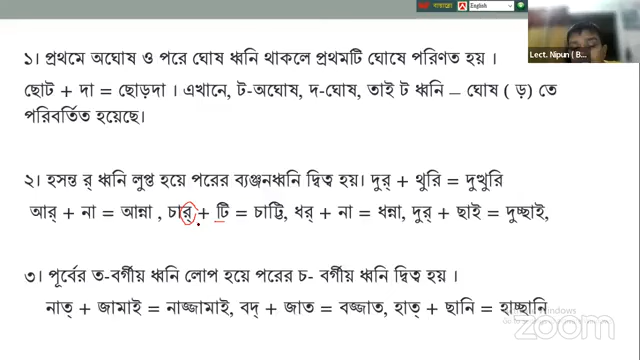 বাংলায়
English
Lect. Nipun ( B
১। প্রথমে অঘোষ ও পরে ঘোষ ধ্বনি থাকলে প্রথমটি ঘোষে পরিণত হয় ।
ছোট + দা = ছোড়দা । এখানে, ট-অঘোষ, দ-ঘোষ, তাই ট ধ্বনি – ঘোষ ( ড়) তে
পরিবর্তিত হয়েছে।
২। হসন্ত র্ ধ্বনি লুপ্ত হয়ে পরের ব্যঞ্জনধ্বনি দ্বিত্ব হয়। দুর্ + থুরি = দুত্থুরি
আর্ + না = আন্না , চার্ + টি = চাট্টি, ধর্ + না = ধন্না, দুর্ + ছাই = দুচ্ছাই,
৩। পূর্বের ত-বর্গীয় ধ্বনি লোপ হয়ে পরের চ- বর্গীয় ধ্বনি দ্বিত্ব হয় ।
নাত্ + জামাই = নাজ্জামাই, বদ্ + জাত = বজ্জাত, হাত্ + ছানি = হাচ্ছানি
zoom